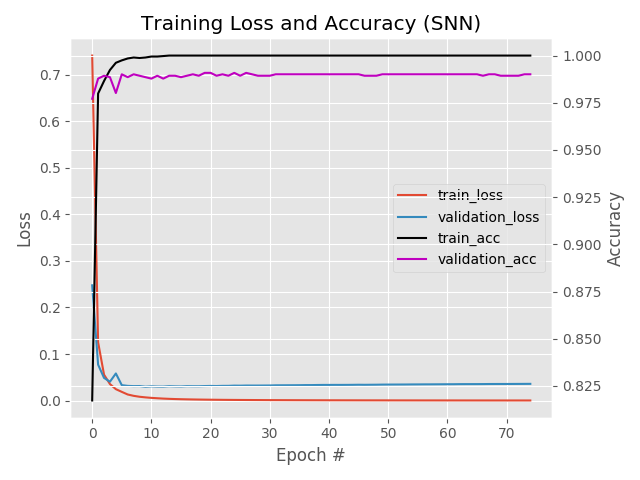 Training Loss and Accuracy (SNN)
0.7
0.6
0.5
0.4
0.3
0.2
0.1
0.0
Loss
1.000
0.975
0.950
0.925
0.900
0.875
0.850
0.825
Accuracy
train_loss
validation_loss
train_acc
validation_acc
0 10 20 30 40 50 60 70
Epoch #